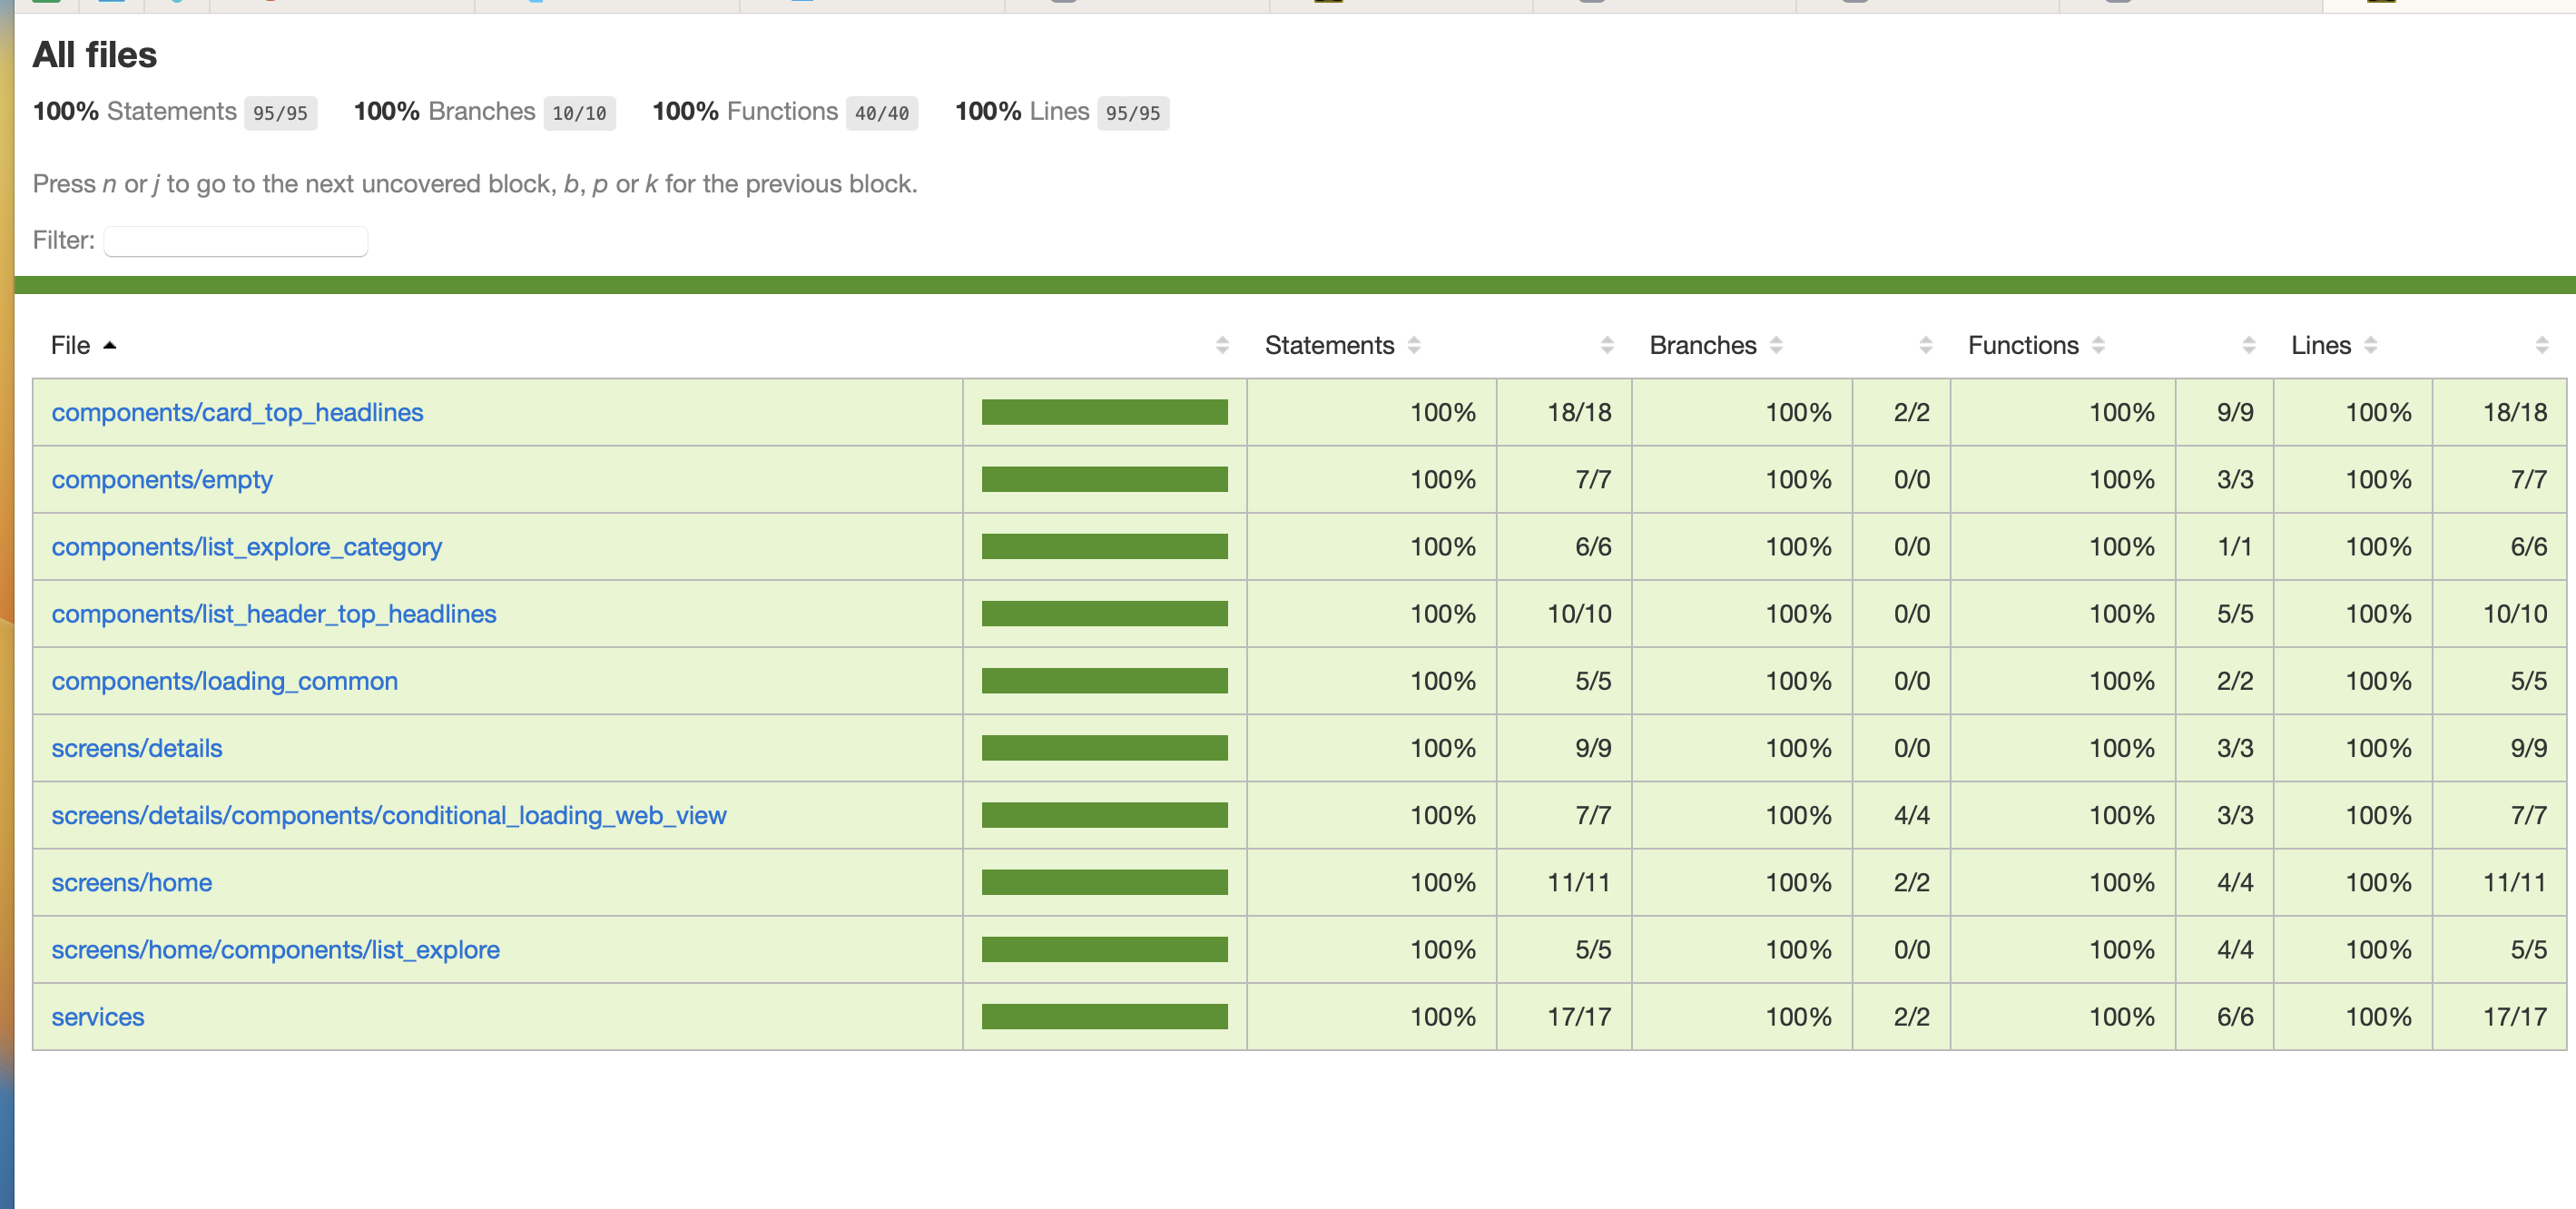 All files
100% Statements 95/95 100% Branches 10/10 100% Functions 40/40 100% Lines 95/95
Press n or j to go to the next uncovered block, b, p or k for the previous block.
Filter:
File Statements Branches Functions Lines
components/card_top_headlines 100% 18/18 100% 2/2 100% 9/9 100% 18/18
components/empty 100% 7/7 100% 0/0 100% 3/3 100% 7/7
components/list_explore_category 100% 6/6 100% 0/0 100% 1/1 100% 6/6
components/list_header_top_headlines 100% 10/10 100% 0/0 100% 5/5 100% 10/10
components/loading_common 100% 5/5 100% 0/0 100% 2/2 100% 5/5
screens/details 100% 9/9 100% 0/0 100% 3/3 100% 9/9
screens/details/components/conditional_loading_web_view 100% 7/7 100% 4/4 100% 3/3 100% 7/7
screens/home 100% 11/11 100% 2/2 100% 4/4 100% 11/11
screens/home/components/list_explore 100% 5/5 100% 0/0 100% 4/4 100% 5/5
services 100% 17/17 100% 2/2 100% 6/6 100% 17/17